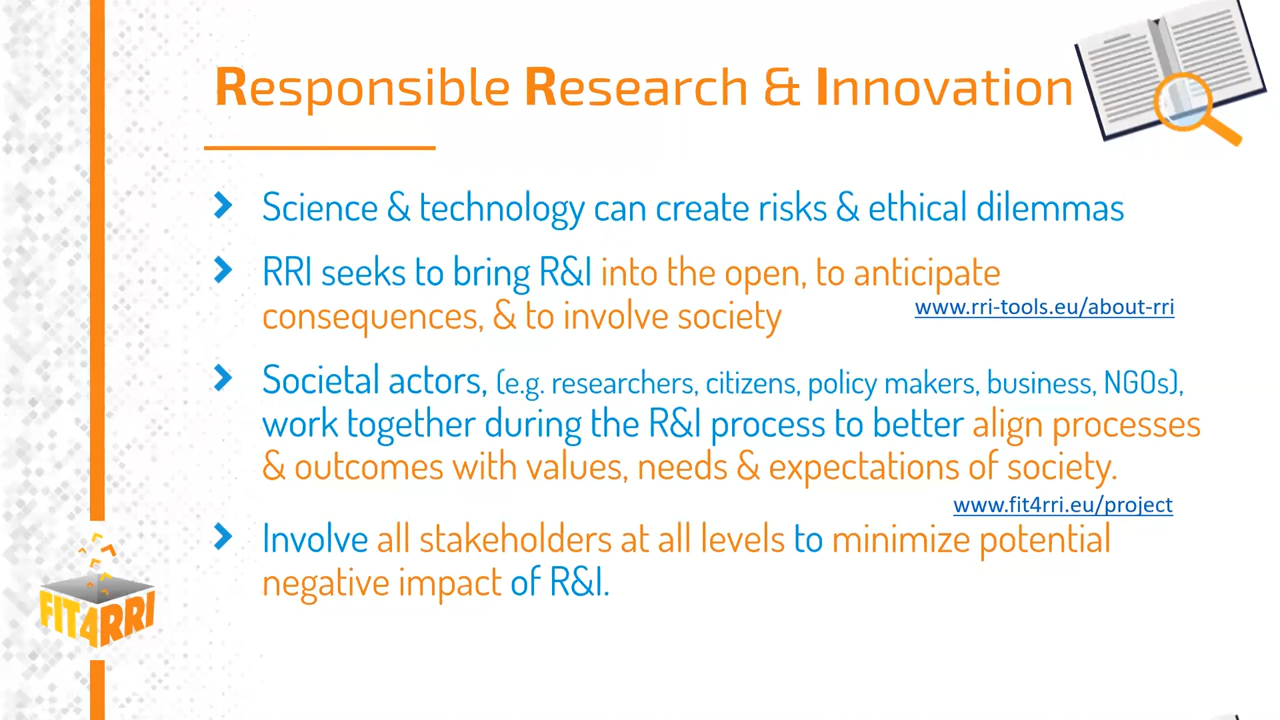 Responsible Research & Innovation
Science & technology can create risks & ethical dilemmas
RRI seeks to bring R&I into the open, to anticipate
consequences, & to involve society
www.rri-tools.eu/about-rri
Societal actors, (e.g. researchers, citizens, policy makers, business, NGOs),
work together during the R&I process to better align processes
& outcomes with values, needs & expectations of society.
www.fit4rri.eu/project
Involve all stakeholders at all levels to minimize potential
negative impact of R&I.
FIT4RRI